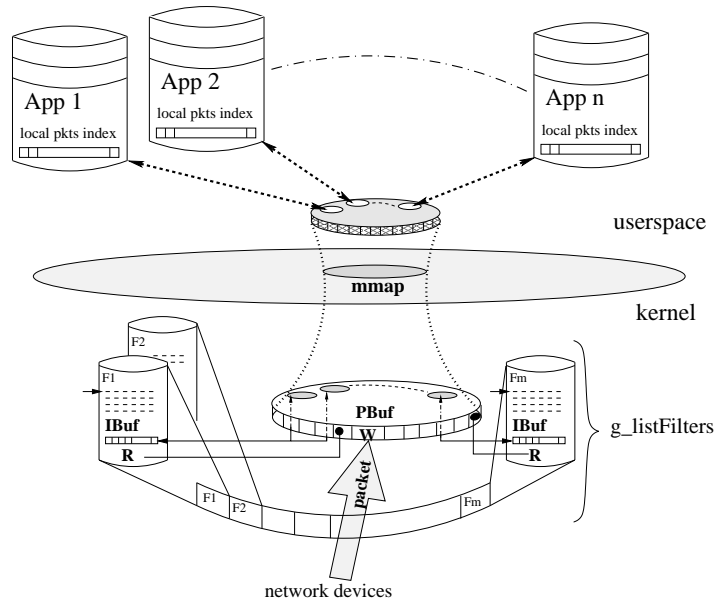 App 1
local pkts index
App 2
local pkts index
App n
local pkts index
userspace
mmap
kernel
F2
F1
IBuf
R
PBuf
W
Fm
IBuf
R
g_listFilters
F1
F2
Fm
packet
network devices